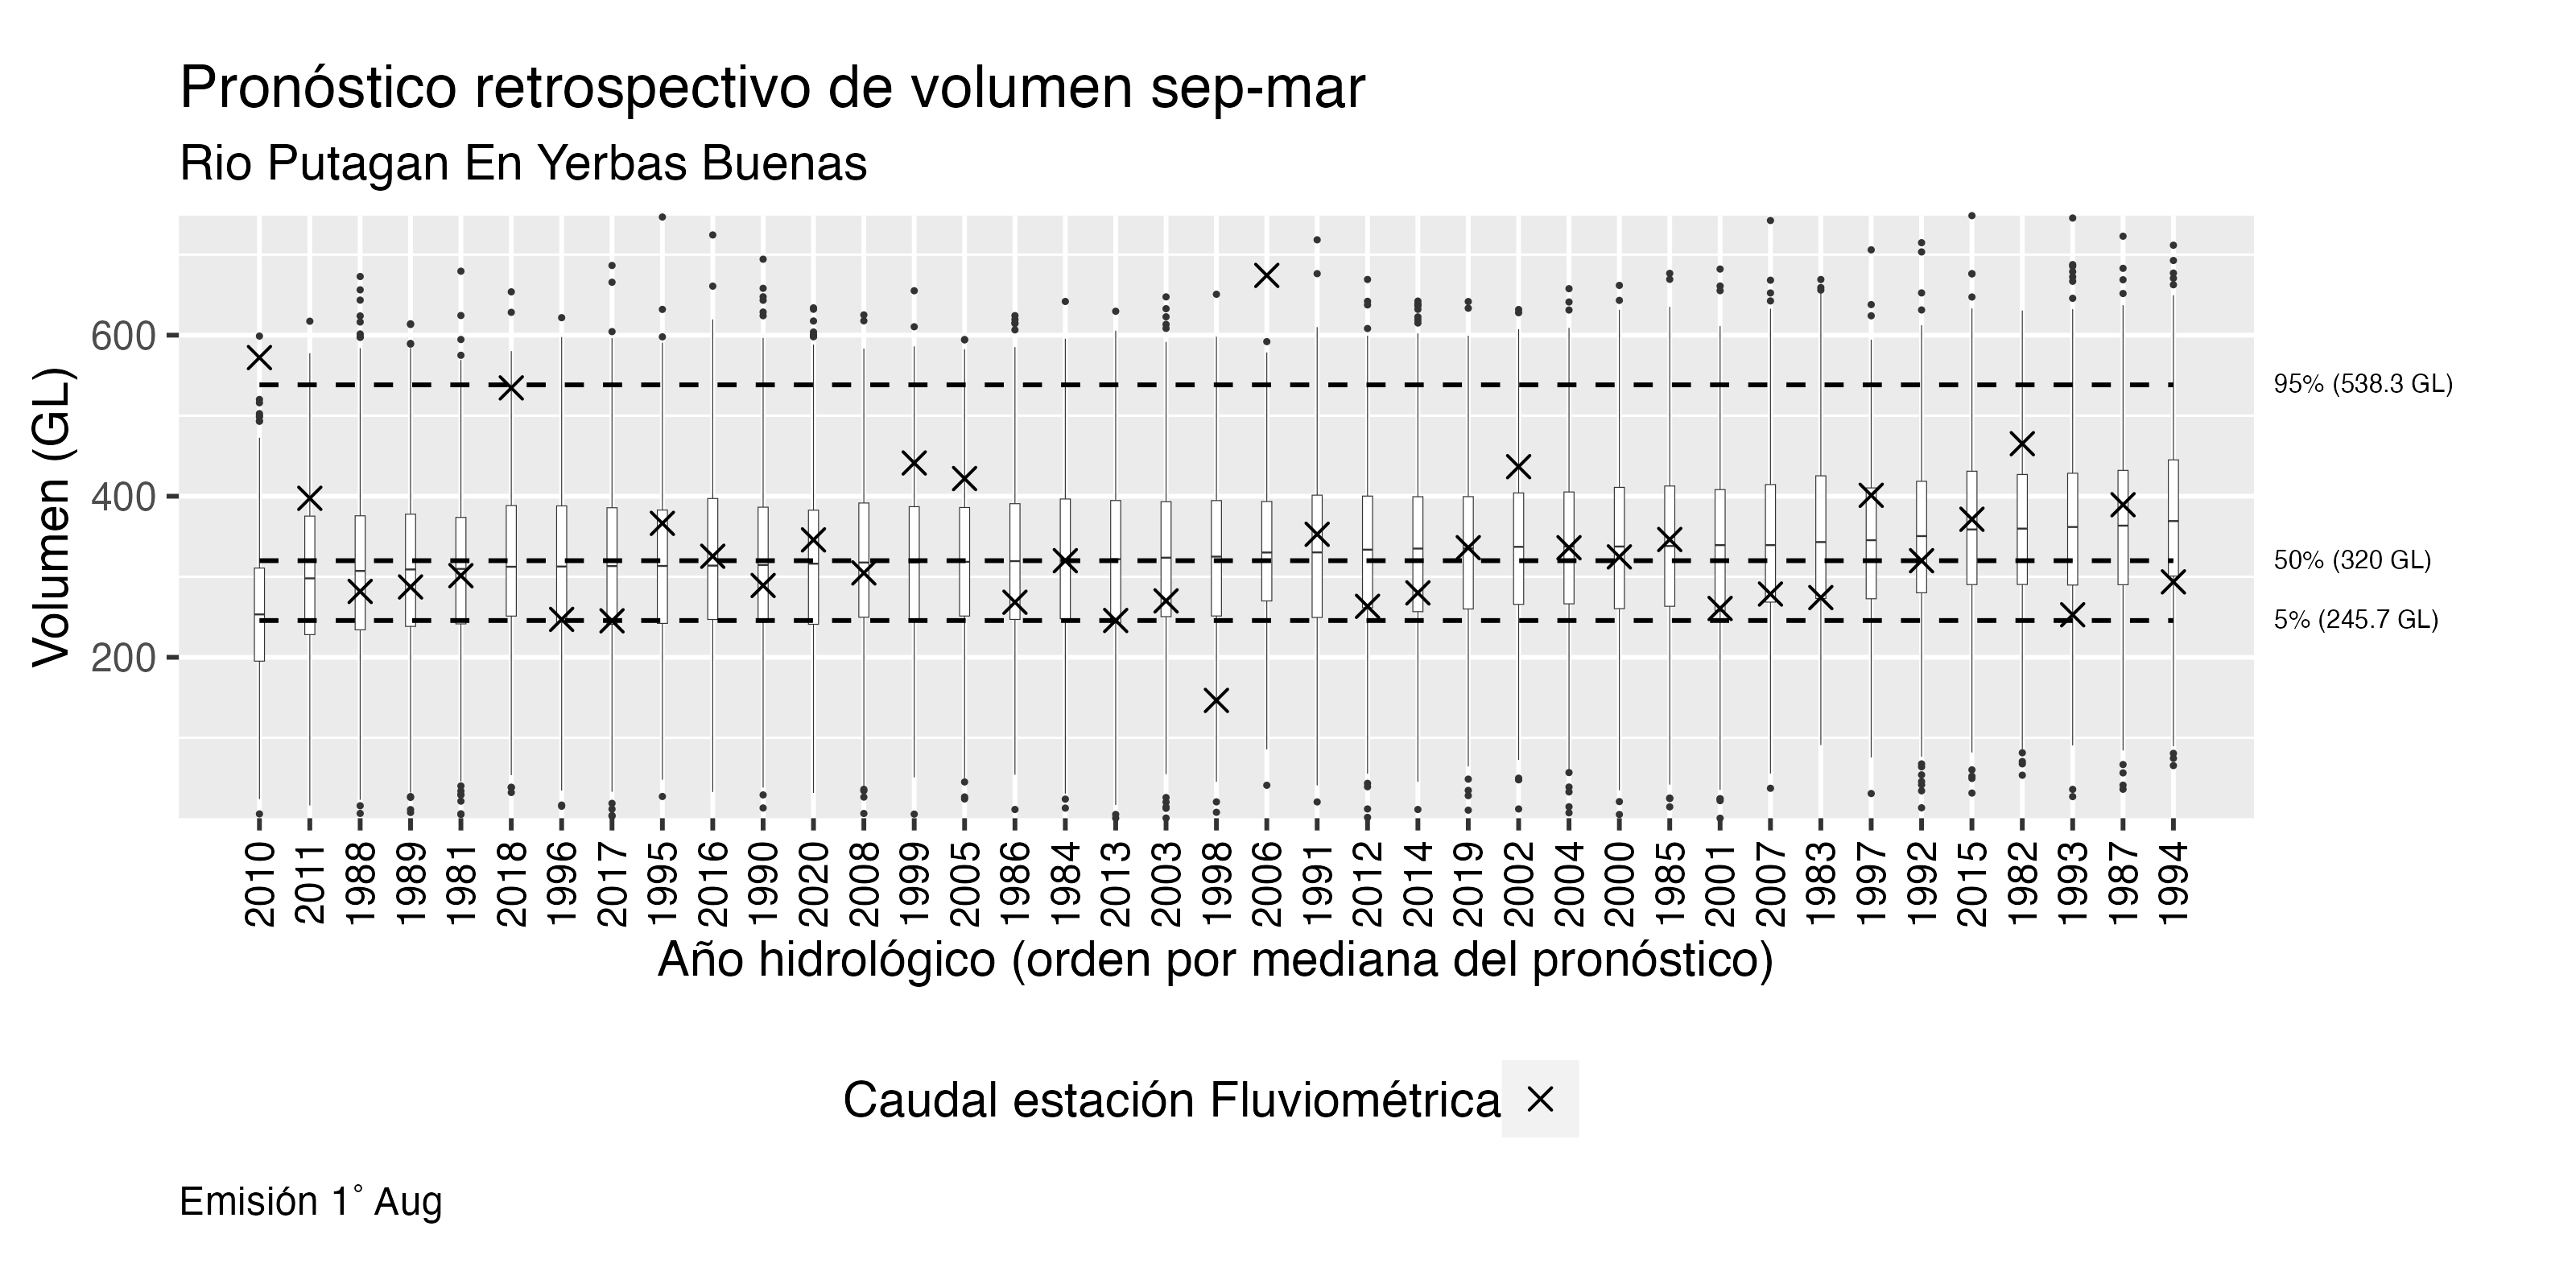 Pronóstico retrospectivo de volumen sep-mar
Rio Putagan En Yerbas Buenas
Volumen (GL)
600
400
200
95% (538.3 GL)
50% (320 GL)
5% (245.7 GL)
2010 2011 1988 1989 1981 2018 1996 2017 1995 2016 1990 2020 2008 1999 2005 1986 1984 2013 2003 1998 2006 1991 2012 2014 2019 2002 2004 2000 1985 2001 2007 1983 1997 1992 2015 1982 1993 1987 1994
Año hidrológico (orden por mediana del pronóstico)
Caudal estación Fluviométrica
Emisión 1° Aug